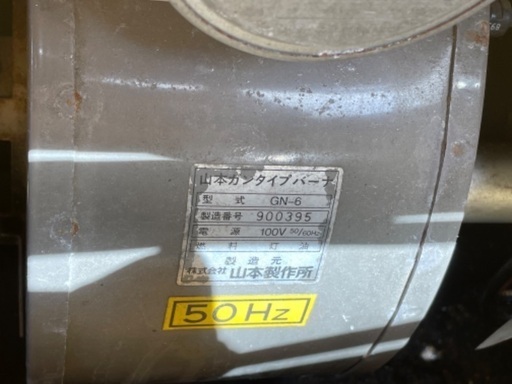 山本ガンタイプバーナ
型式 GN-6
製造番号 900395
電源 100V 50/60Hz
燃料 灯油
製造元
株式会社 山本製作所
50Hz